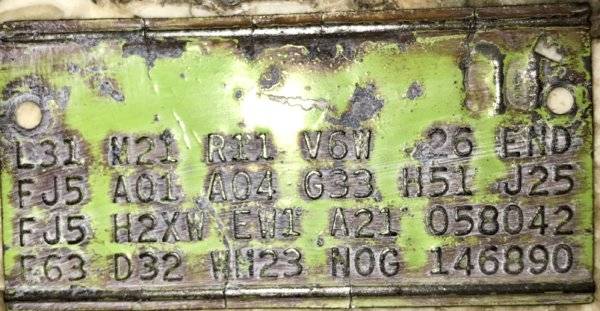 L31 M21 R11 V6W 26 END
FJ5 A01 A04 G33 H51 J25
FJ5 H2XW EW1 A21 058042
E63 D32 WH23 N0G 146890